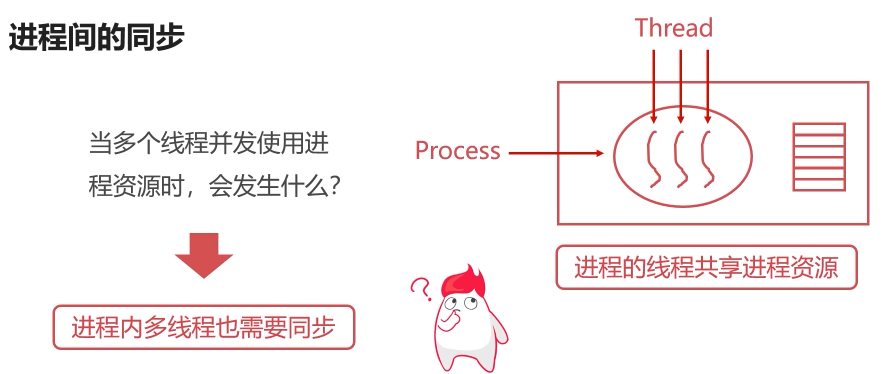 进程间的同步
当多个线程并发使用进
程资源时，会发生什么？
进程内多线程也需要同步
Thread
Process
进程的线程共享进程资源
?